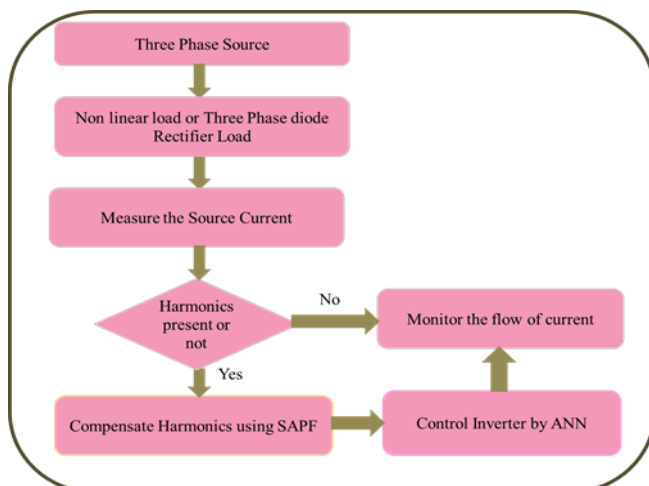 Three Phase Source
Non linear load or Three Phase diode
Rectifier Load
Measure the Source Current
Harmonics
present or
not
No
Monitor the flow of current
Yes
Compensate Harmonics using SAPF
Control Inverter by ANN